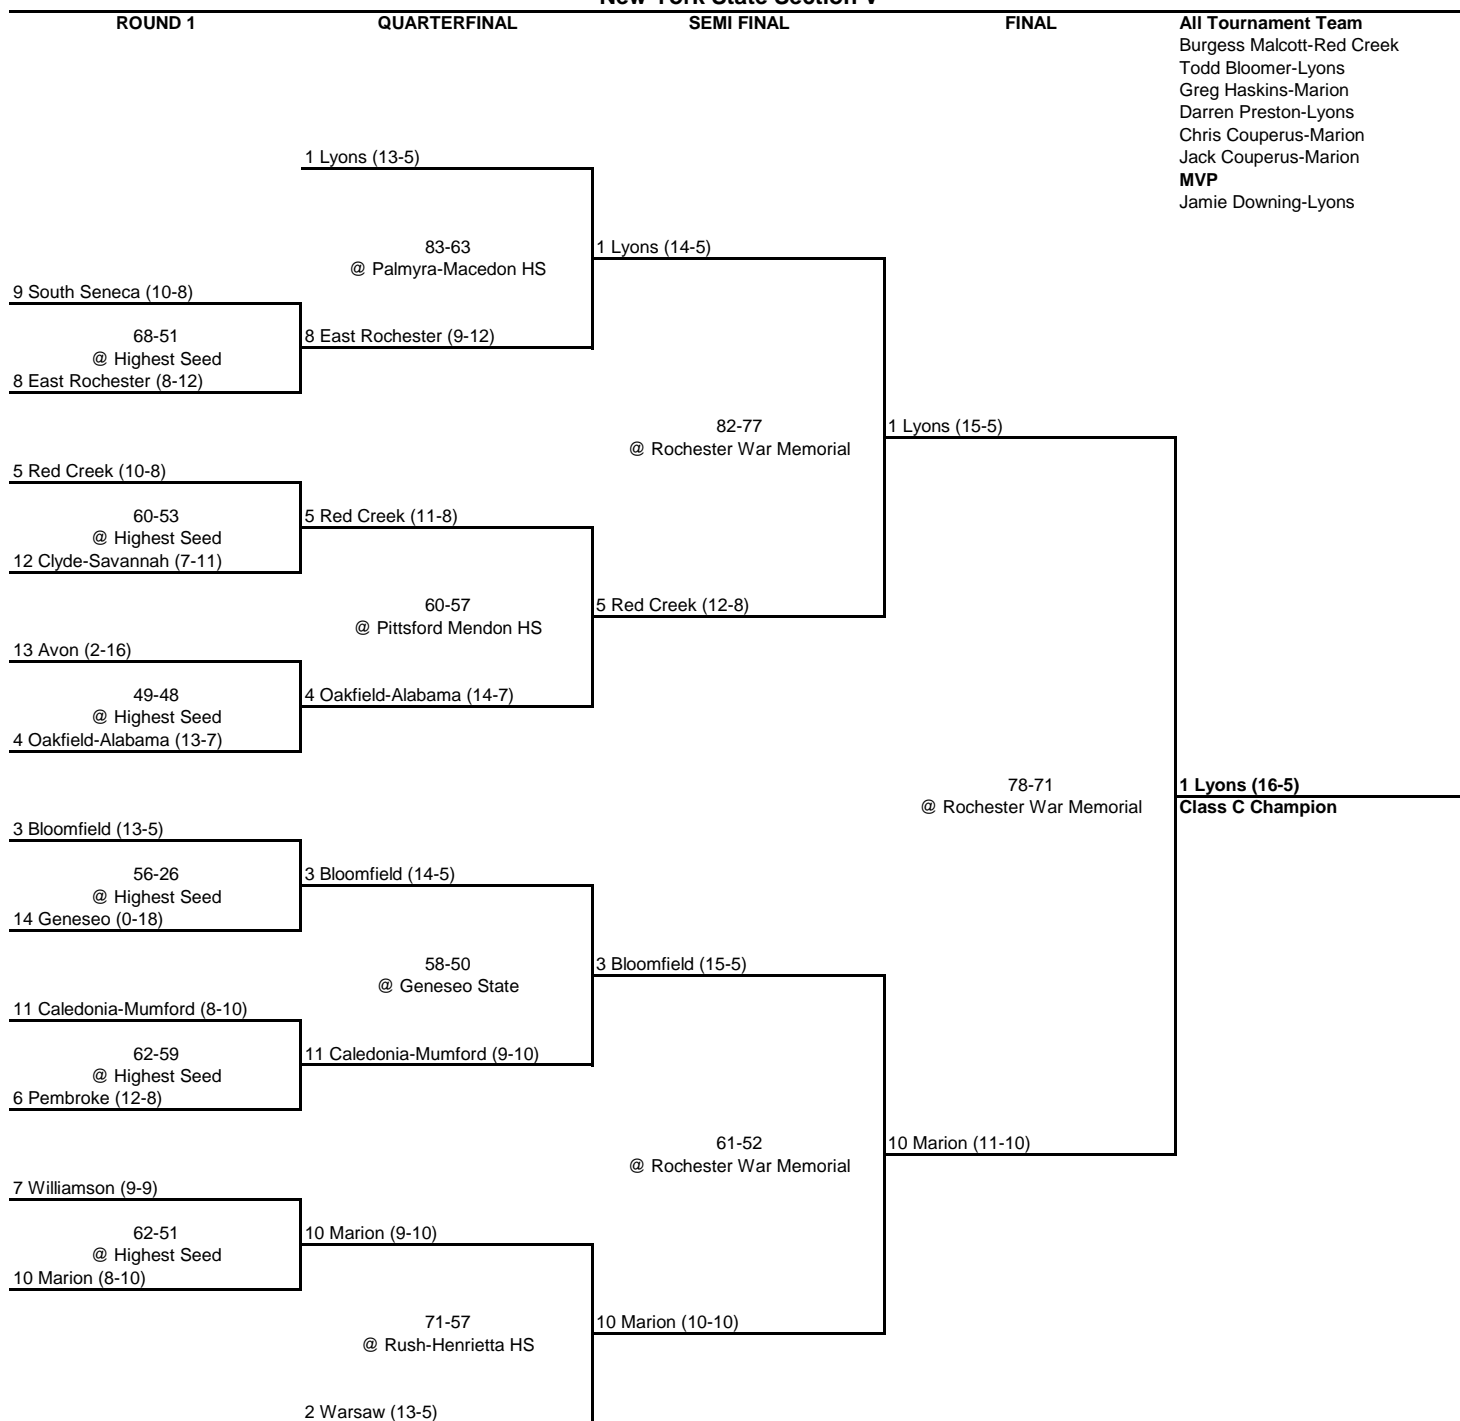 New York State Section V
ROUND 1 QUARTERFINAL SEMI FINAL FINAL All Tournament Team
Burgess Malcott-Red Creek
Todd Bloomer-Lyons
Greg Haskins-Marion
Darren Preston-Lyons
Chris Couperus-Marion
Jack Couperus-Marion
MVP
Jamie Downing-Lyons
1 Lyons (13-5)
83-63
@ Palmyra-Macedon HS
1 Lyons (14-5)
9 South Seneca (10-8)
68-51
@ Highest Seed
8 East Rochester (9-12)
8 East Rochester (8-12)
82-77
@ Rochester War Memorial
1 Lyons (15-5)
5 Red Creek (10-8)
60-53
@ Highest Seed
5 Red Creek (11-8)
12 Clyde-Savannah (7-11)
60-57
@ Pittsford Mendon HS
5 Red Creek (12-8)
13 Avon (2-16)
49-48
@ Highest Seed
4 Oakfield-Alabama (14-7)
4 Oakfield-Alabama (13-7)
78-71
@ Rochester War Memorial
1 Lyons (16-5)
Class C Champion
3 Bloomfield (13-5)
56-26
@ Highest Seed
3 Bloomfield (14-5)
14 Geneseo (0-18)
58-50
@ Geneseo State
3 Bloomfield (15-5)
11 Caledonia-Mumford (8-10)
62-59
@ Highest Seed
11 Caledonia-Mumford (9-10)
6 Pembroke (12-8)
61-52
@ Rochester War Memorial
10 Marion (11-10)
7 Williamson (9-9)
62-51
@ Highest Seed
10 Marion (9-10)
10 Marion (8-10)
71-57
@ Rush-Henrietta HS
10 Marion (10-10)
2 Warsaw (13-5)